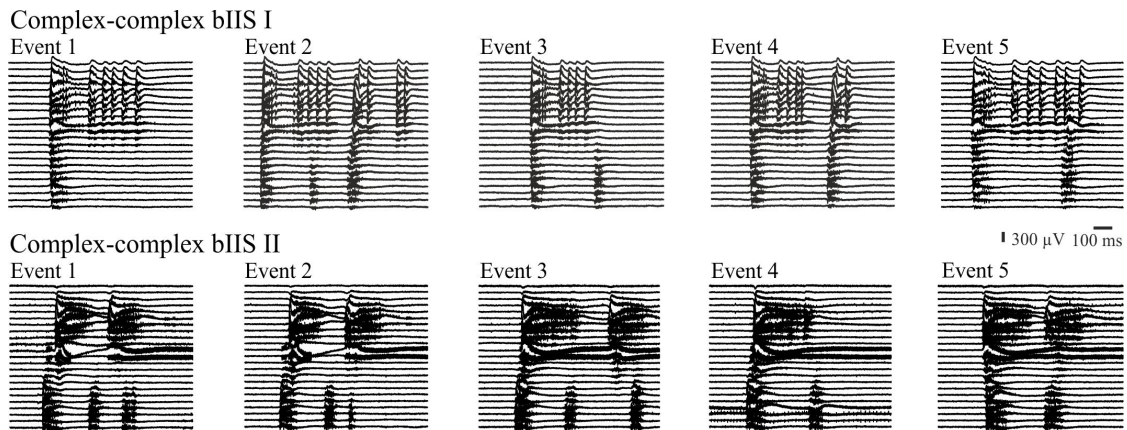 Complex-complex bIIS I
Event 1 Event 2 Event 3 Event 4 Event 5
300 µV 100 ms
Complex-complex bIIS II
Event 1 Event 2 Event 3 Event 4 Event 5